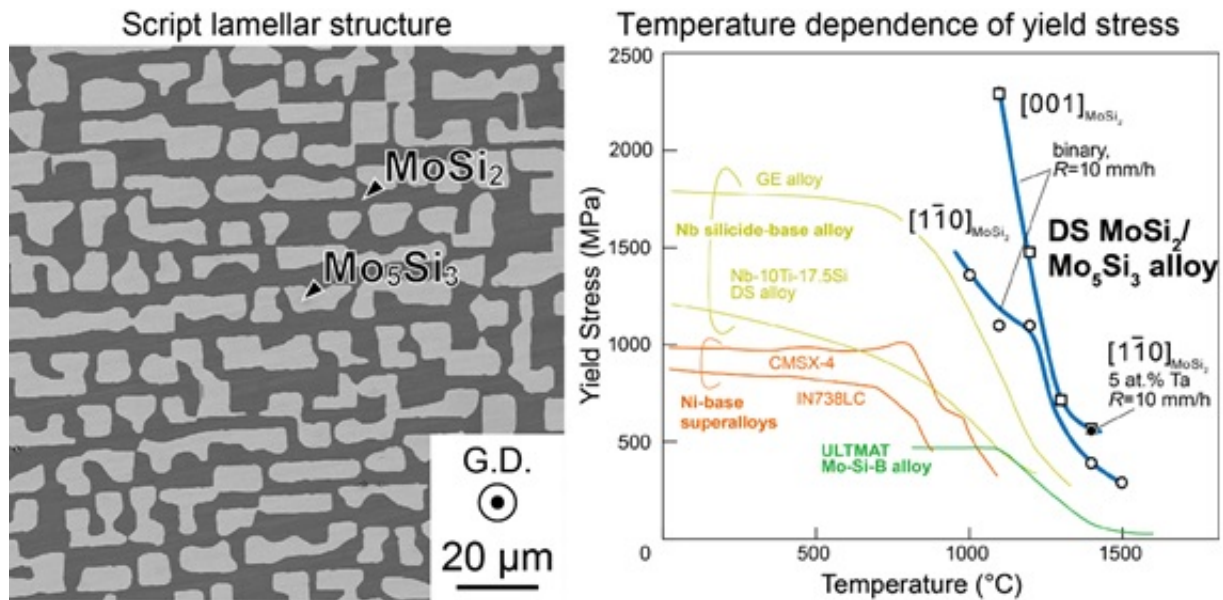 Script lamellar structure
MoSi₂
Mo₅Si₃
G.D.
20 µm
Temperature dependence of yield stress
Yield Stress (MPa)
2500
2000
1500
1000
500
0
500
1000
1500
Temperature (°C)
[001]MoSi₂
binary,
R=10 mm/h
GE alloy
[11̅0]MoSi₂
Nb silicide-base alloy
DS MoSi₂/
Mo₅Si₃ alloy
Nb-10Ti-17.5Si
DS alloy
CMSX-4
IN738LC
Ni-base
superalloys
[11̅0]MoSi₂
5 at.% Ta
R=10 mm/h
ULTMAT
Mo-Si-B alloy